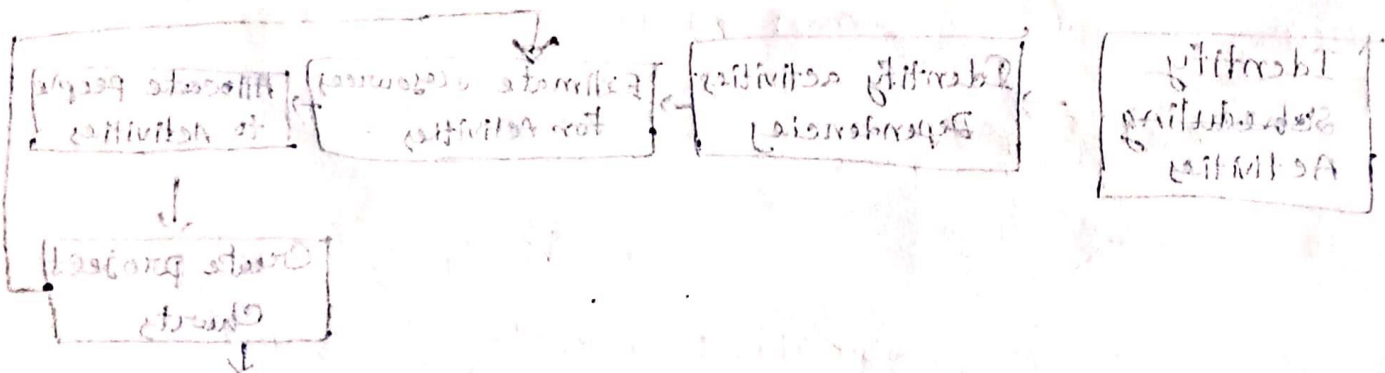 Identify
Scheduling
Activities
Identify activities
Dependencies
Estimate resources
for Activities
Allocate people
to Activities
Create project
Charts